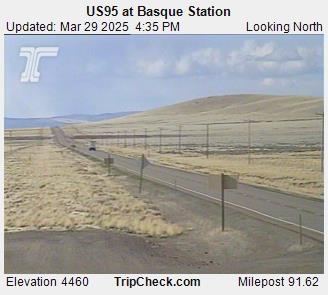 US95 at Basque Station
Updated: Mar 29 2025 4:35 PM Looking North
Elevation 4460 TripCheck.com Milepost 91.62